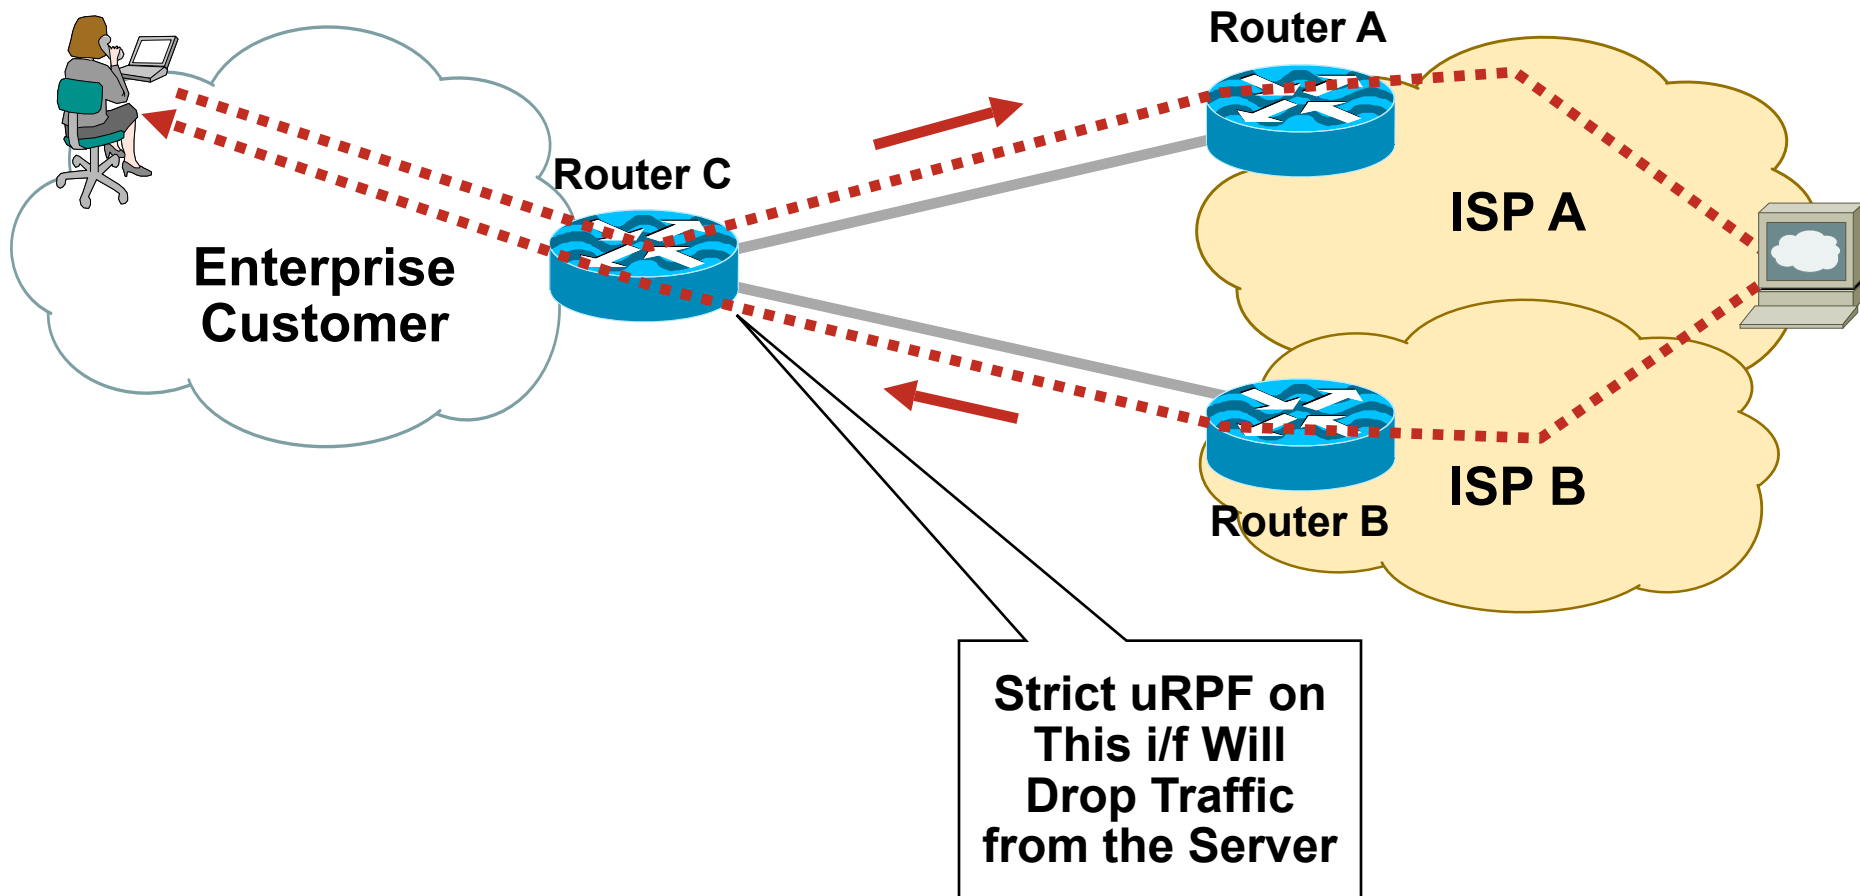 Router A
Router C
ISP A
Enterprise
Customer
ISP B
Router B
Strict uRPF on
This i/f Will
Drop Traffic
from the Server